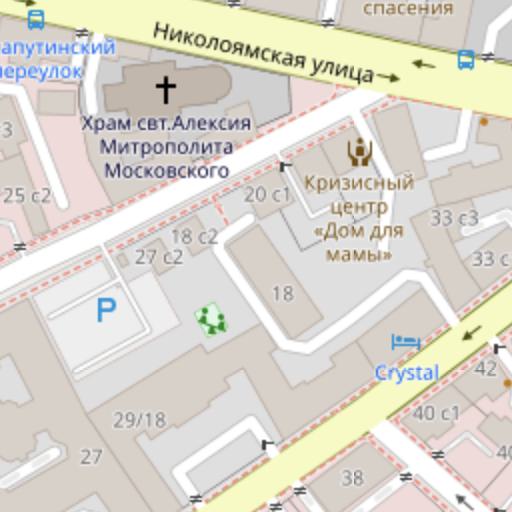 спасения
Николоямская улица
апутинский
переулок
Храм свт.Алексия
Митрополита
Московского
3
25 с2
20 с1
Кризисный
центр
«Дом для
мамы»
33 с3
18 с2
27 с2
33 с
18
P
Crystal
42
40 с1
29/18
27
38
40